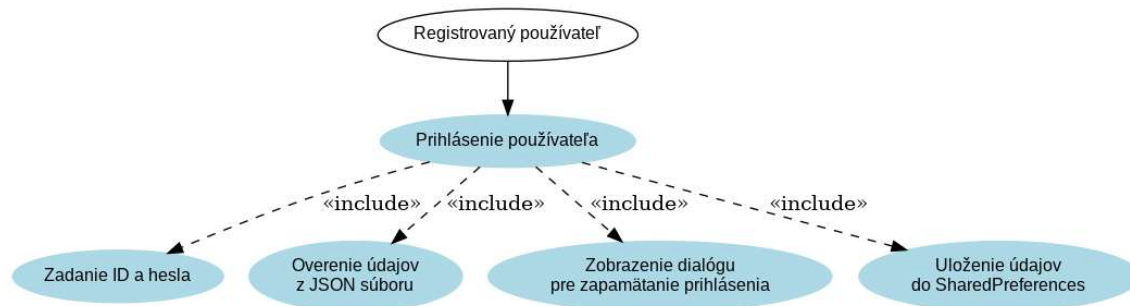 Registrovaný používateľ
Prihlásenie používateľa
«include» «include» «include» «include»
Zadanie ID a hesla
Overenie údajov
z JSON súboru
Zobrazenie dialógu
pre zapamätanie prihlásenia
Uloženie údajov
do SharedPreferences